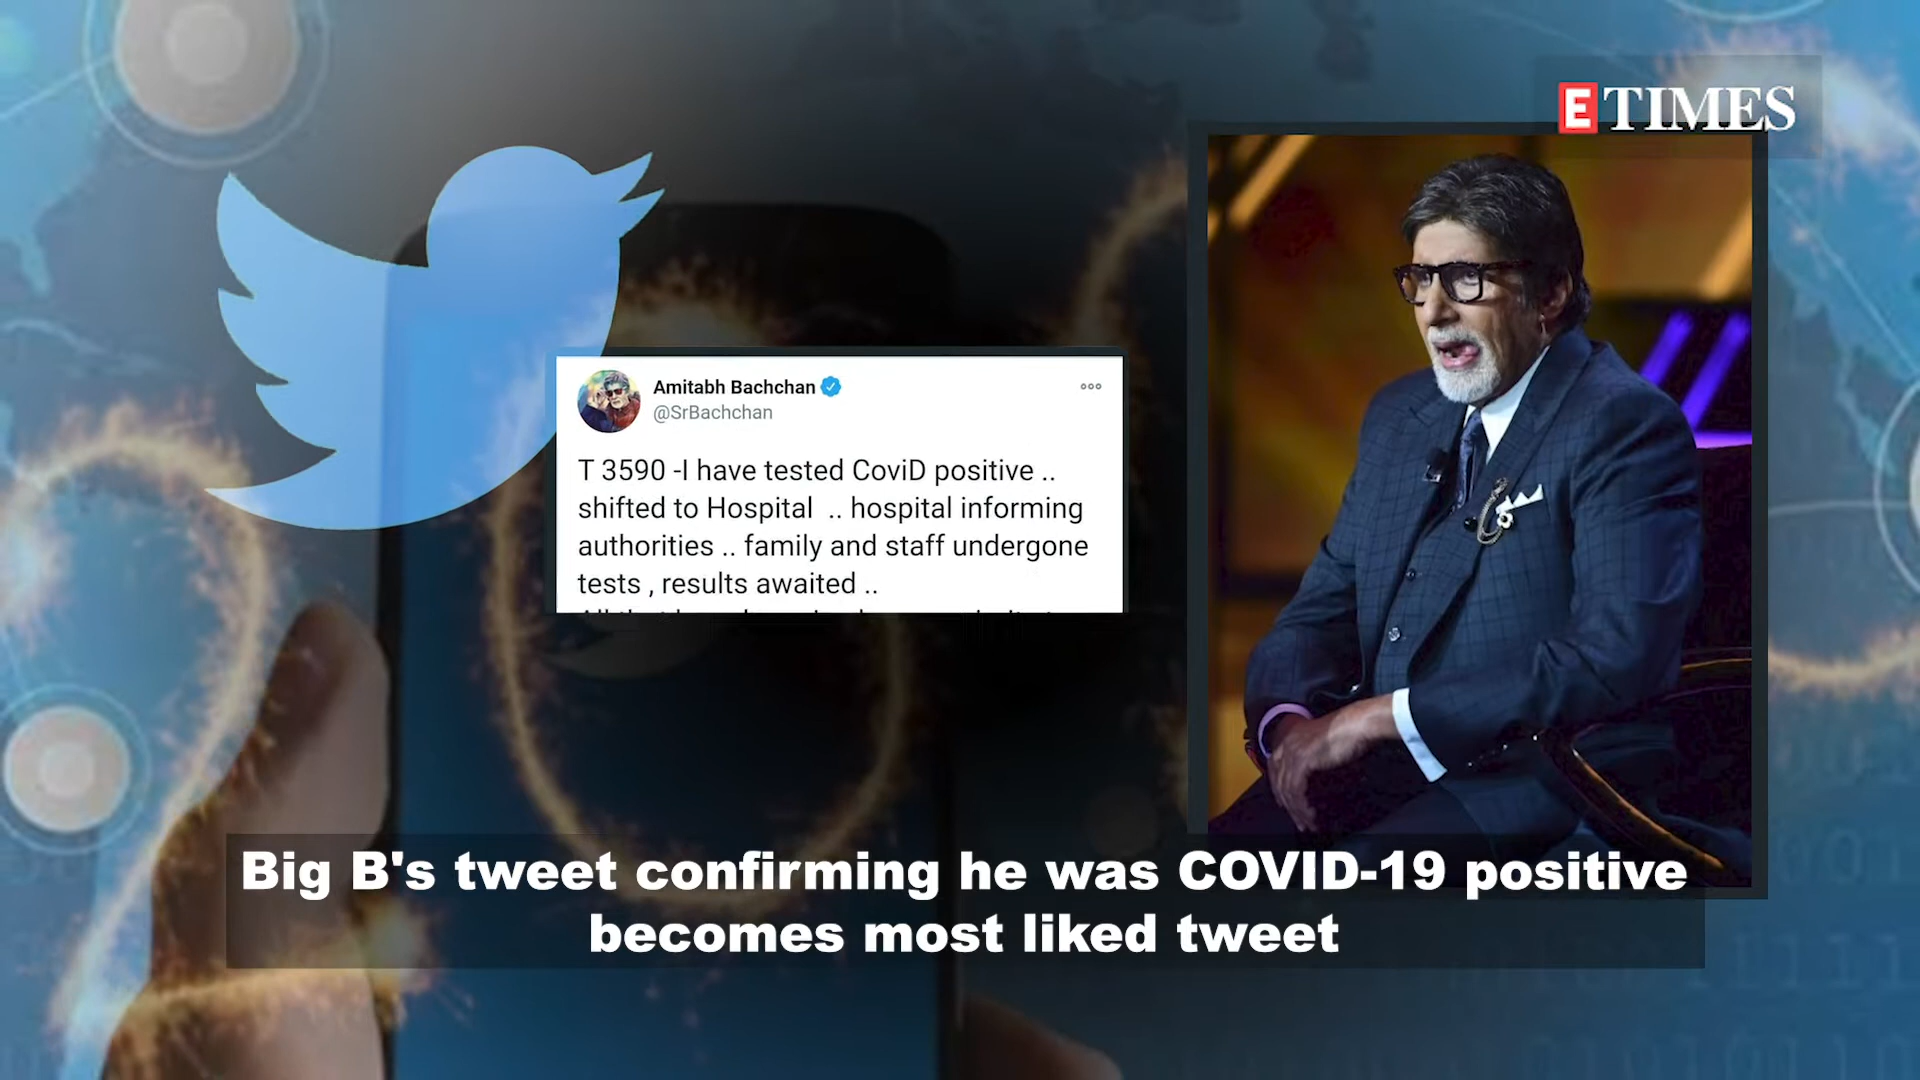 E TIMES
Amitabh Bachchan
@SrBachchan
T 3590 -I have tested CoviD positive ..
shifted to Hospital .. hospital informing
authorities .. family and staff undergone
tests , results awaited ..
Big B's tweet confirming he was COVID-19 positive
becomes most liked tweet